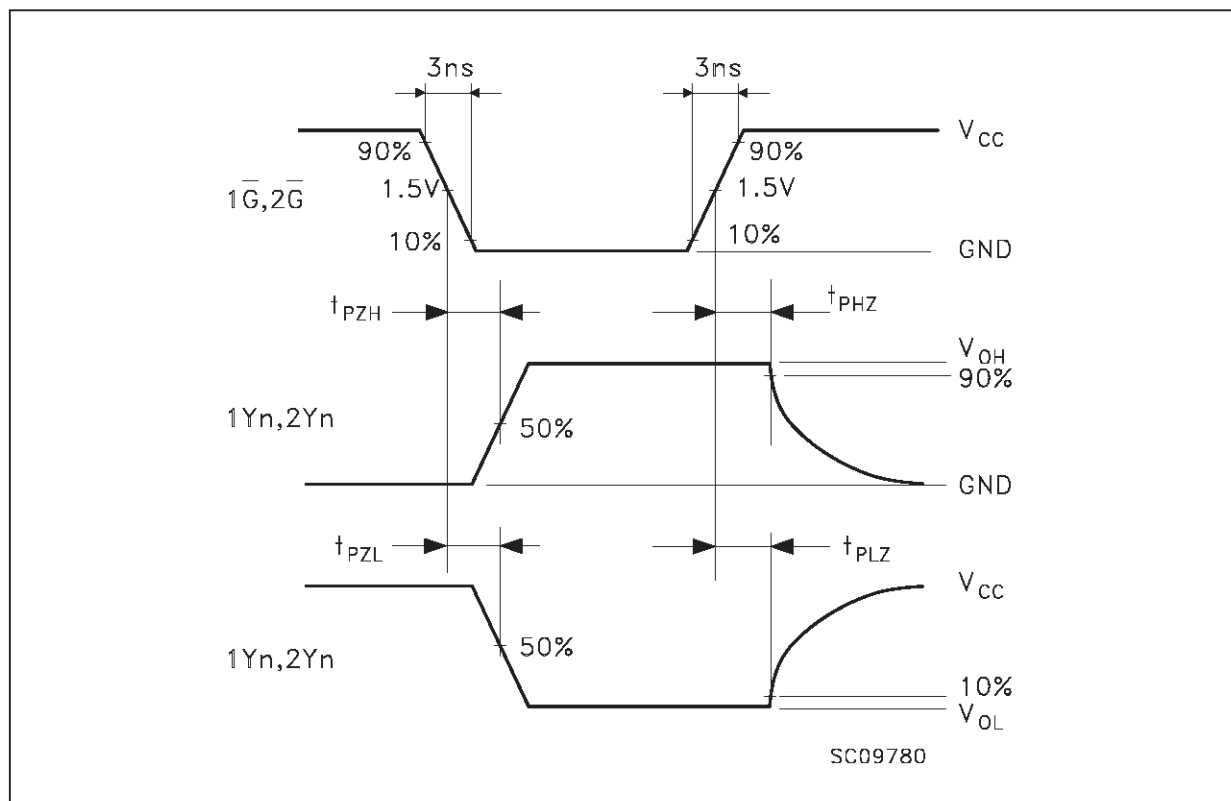 3ns 3ns
V_CC
90% 90%
1G̅,2G̅ 1.5V 1.5V
10% 10%
GND
t_PZH t_PHZ
V_OH
90%
1Yn,2Yn 50%
GND
t_PZL t_PLZ
V_CC
1Yn,2Yn 50%
10%
V_OL
SC09780